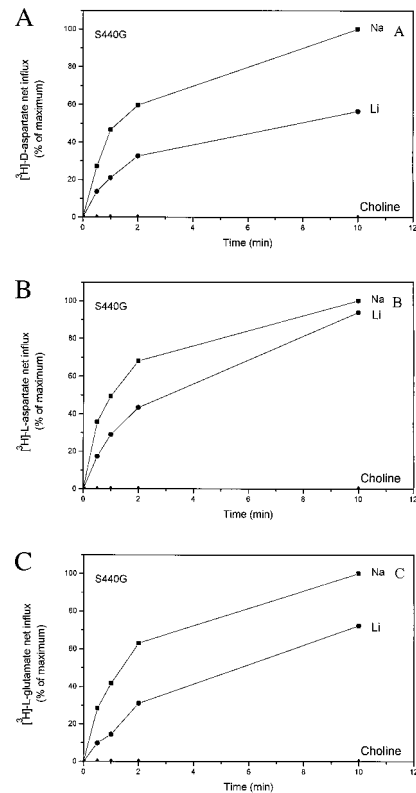 A
S440G
Na
A
Li
Choline
100
80
60
40
20
0
0 2 4 6 8 10 12
Time (min)
[³H]-D-aspartate net influx
(% of maximum)
B
S440G
Na
B
Li
Choline
100
80
60
40
20
0
0 2 4 6 8 10 12
Time (min)
[³H]-L-aspartate net influx
(% of maximum)
C
S440G
Na
C
Li
Choline
100
80
60
40
20
0
0 2 4 6 8 10 12
Time (min)
[³H]-L-glutamate net influx
(% of maximum)